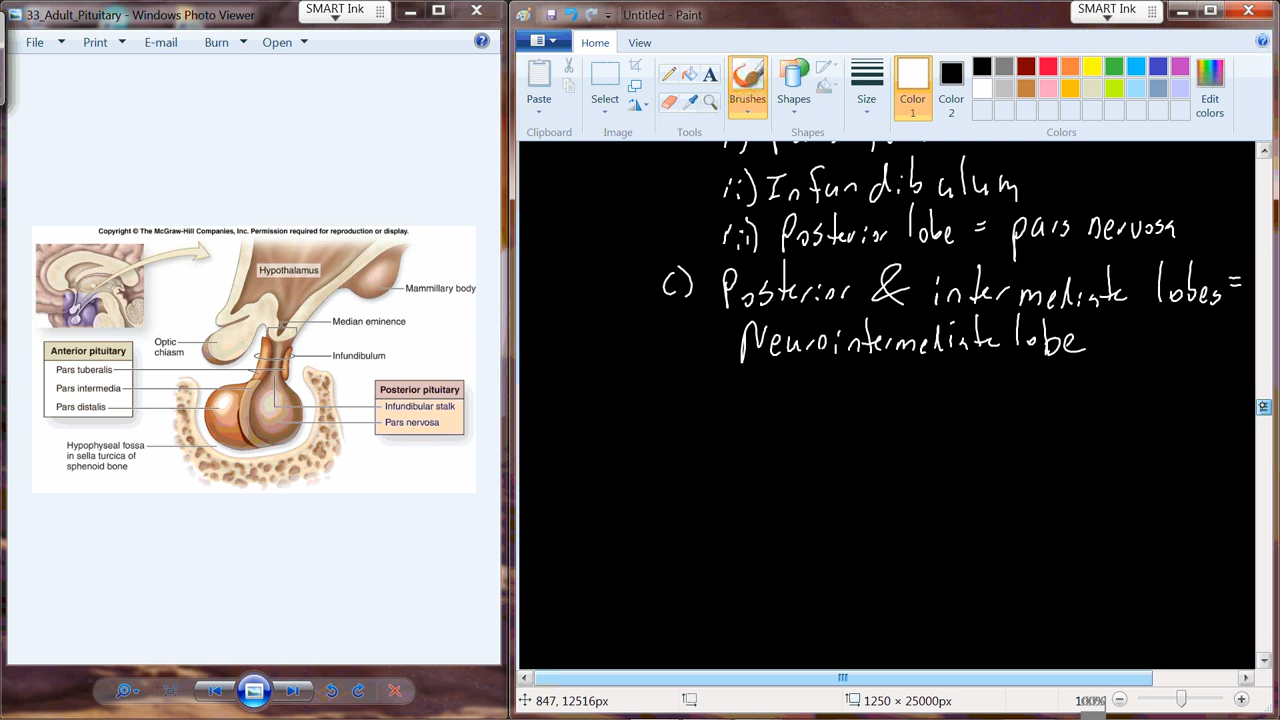 33_Adult_Pituitary - Windows Photo Viewer
SMART Ink
File Print E-mail Burn Open
Copyright © The McGraw-Hill Companies, Inc. Permission required for reproduction or display.
Hypothalamus
Mammillary body
Median eminence
Optic
chiasm
Infundibulum
Anterior pituitary
Pars tuberalis
Pars intermedia
Pars distalis
Posterior pituitary
Infundibular stalk
Pars nervosa
Hypophyseal fossa
in sella turcica of
sphenoid bone
Untitled - Paint
SMART Ink
Home View
Paste
Select
Brushes
Shapes
Size
Color
1
Color
2
Edit
colors
Clipboard Image Tools Shapes Colors
ii) Infundibulum
iii) Posterior lobe = pars nervosa
c) Posterior & intermediate lobes =
Neurointermediate lobe
847, 12516px
1250 × 25000px
100%